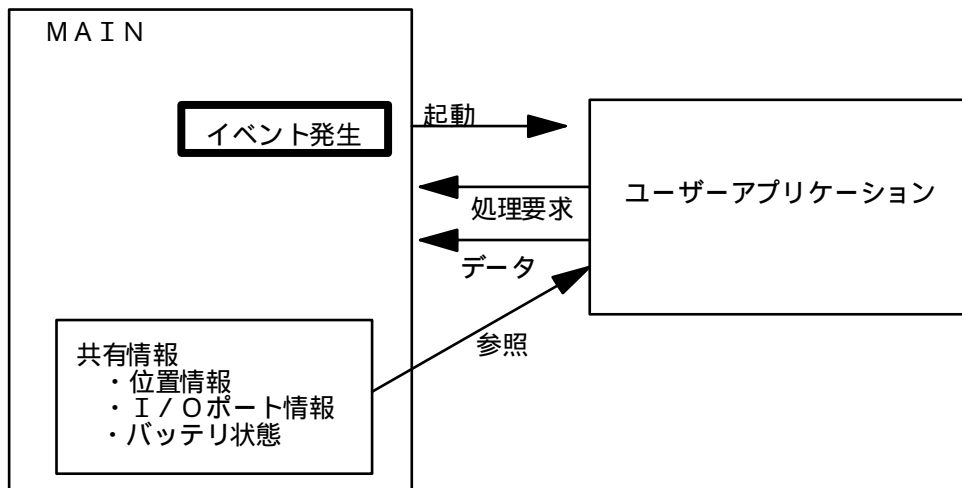 ＭＡＩＮ
イベント発生
起動
処理要求
データ
参照
ユーザーアプリケーション
共有情報
・位置情報
・Ｉ／Ｏポート情報
・バッテリ状態